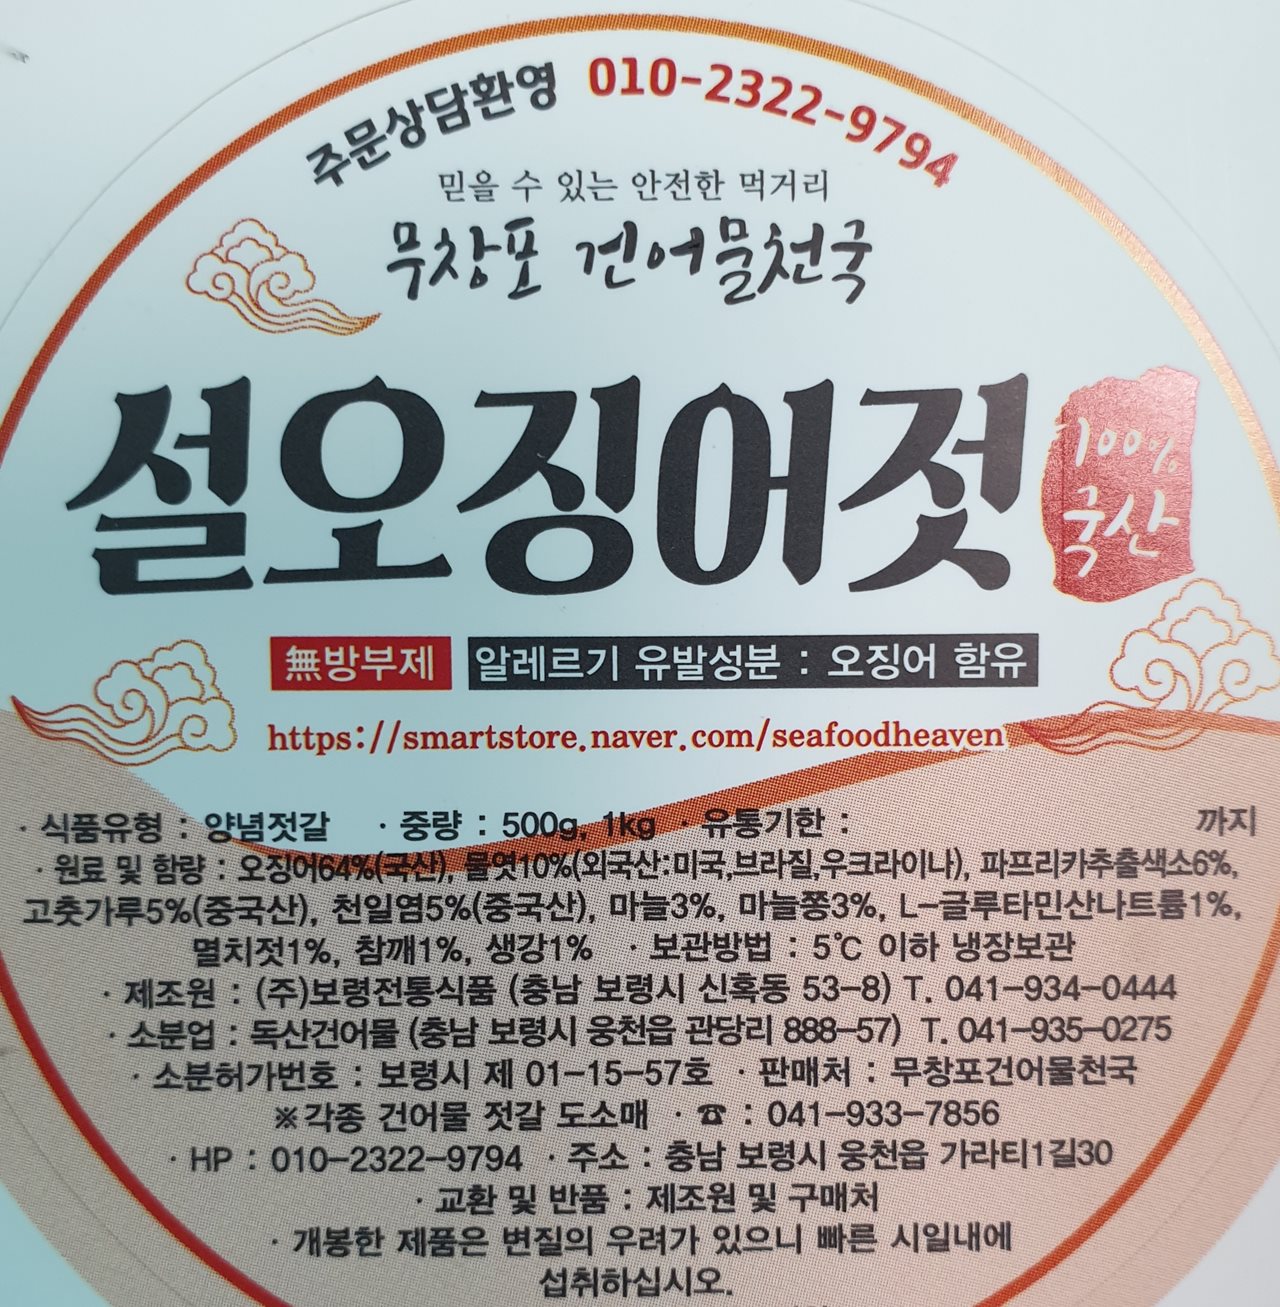 주문상담환영 010-2322-9794
믿을 수 있는 안전한 먹거리
무창포 건어물천국
설오징어젓
100%
국산
無방부제 알레르기 유발성분 : 오징어 함유
https://smartstore.naver.com/seafoodheaven
· 식품유형 : 양념젓갈 · 중량 : 500g, 1kg · 유통기한 : 까지
· 원료 및 함량 : 오징어64%(국산), 물엿10%(외국산:미국,브라질,우크라이나), 파프리카추출색소6%,
고춧가루5%(중국산), 천일염5%(중국산), 마늘3%, 마늘쫑3%, L-글루타민산나트륨1%,
멸치젓1%, 참깨1%, 생강1% · 보관방법 : 5℃ 이하 냉장보관
· 제조원 : (주)보령전통식품 (충남 보령시 신흑동 53-8) T. 041-934-0444
· 소분업 : 독산건어물 (충남 보령시 웅천읍 관당리 888-57) T. 041-935-0275
· 소분허가번호 : 보령시 제 01-15-57호 · 판매처 : 무창포건어물천국
※각종 건어물 젓갈 도소매 · ☎ : 041-933-7856
· HP : 010-2322-9794 · 주소 : 충남 보령시 웅천읍 가라티1길30
· 교환 및 반품 : 제조원 및 구매처
· 개봉한 제품은 변질의 우려가 있으니 빠른 시일내에
섭취하십시오.